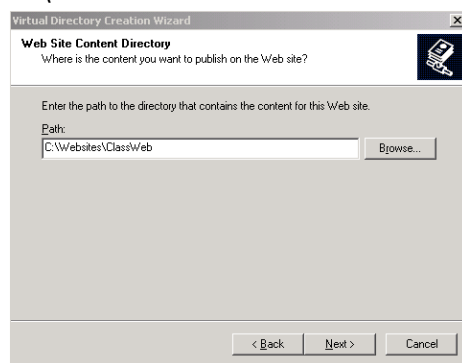 Virtual Directory Creation Wizard
Web Site Content Directory
Where is the content you want to publish on the Web site?
Enter the path to the directory that contains the content for this Web site.
Path:
C:\Websites\ClassWeb
Browse...
< Back
Next >
Cancel